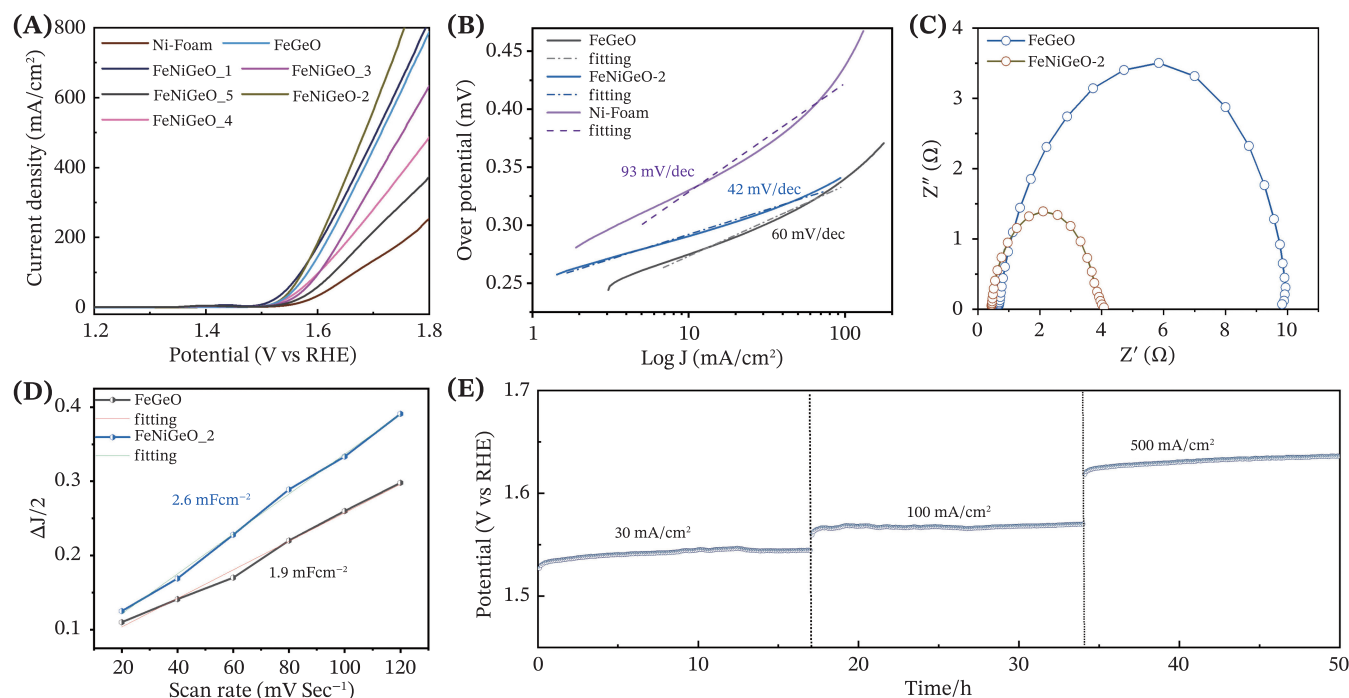 (A)
800
600
400
200
0
1.2
1.4
1.6
1.8
Current density (mA/cm²)
Potential (V vs RHE)
Ni-Foam
FeGeO
FeNiGeO_1
FeNiGeO_3
FeNiGeO_5
FeNiGeO-2
FeNiGeO_4
(B)
0.45
0.40
0.35
0.30
0.25
1
10
100
Over potential (mV)
Log J (mA/cm²)
FeGeO
fitting
FeNiGeO-2
fitting
Ni-Foam
fitting
93 mV/dec
42 mV/dec
60 mV/dec
(C)
4
3
2
1
0
0
2
4
6
8
10
Z″ (Ω)
Z′ (Ω)
FeGeO
FeNiGeO-2
(D)
0.4
0.3
0.2
0.1
20
40
60
80
100
120
ΔJ/2
Scan rate (mV Sec⁻¹)
FeGeO
fitting
FeNiGeO_2
fitting
2.6 mFcm⁻²
1.9 mFcm⁻²
(E)
1.7
1.6
1.5
0
10
20
30
40
50
Potential (V vs RHE)
Time/h
30 mA/cm²
100 mA/cm²
500 mA/cm²